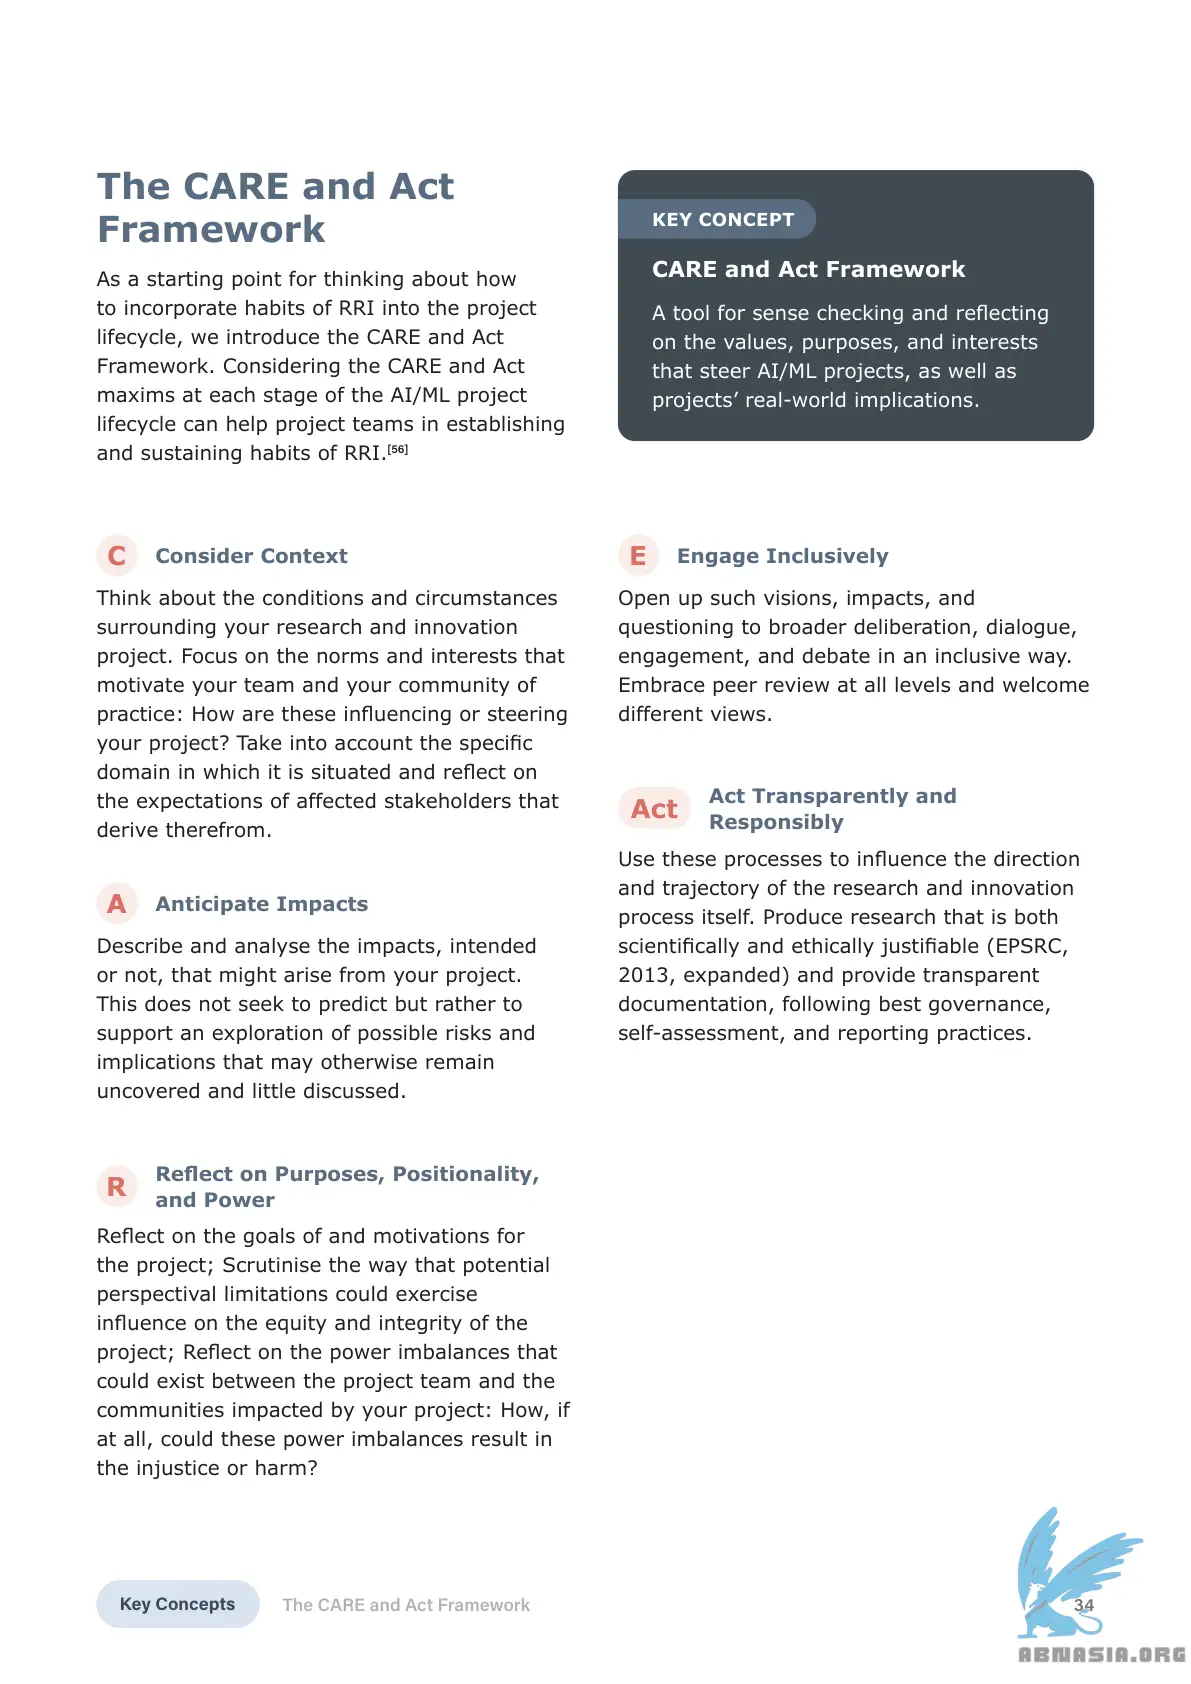 The CARE and Act
Framework
As a starting point for thinking about how
to incorporate habits of RRI into the project
lifecycle, we introduce the CARE and Act
Framework. Considering the CARE and Act
maxims at each stage of the AI/ML project
lifecycle can help project teams in establishing
and sustaining habits of RRI.[56]
KEY CONCEPT
CARE and Act Framework
A tool for sense checking and reflecting
on the values, purposes, and interests
that steer AI/ML projects, as well as
projects’ real-world implications.
C Consider Context
Think about the conditions and circumstances
surrounding your research and innovation
project. Focus on the norms and interests that
motivate your team and your community of
practice: How are these influencing or steering
your project? Take into account the specific
domain in which it is situated and reflect on
the expectations of affected stakeholders that
derive therefrom.
A Anticipate Impacts
Describe and analyse the impacts, intended
or not, that might arise from your project.
This does not seek to predict but rather to
support an exploration of possible risks and
implications that may otherwise remain
uncovered and little discussed.
R Reflect on Purposes, Positionality,
and Power
Reflect on the goals of and motivations for
the project; Scrutinise the way that potential
perspectival limitations could exercise
influence on the equity and integrity of the
project; Reflect on the power imbalances that
could exist between the project team and the
communities impacted by your project: How, if
at all, could these power imbalances result in
the injustice or harm?
E Engage Inclusively
Open up such visions, impacts, and
questioning to broader deliberation, dialogue,
engagement, and debate in an inclusive way.
Embrace peer review at all levels and welcome
different views.
Act Act Transparently and
Responsibly
Use these processes to influence the direction
and trajectory of the research and innovation
process itself. Produce research that is both
scientifically and ethically justifiable (EPSRC,
2013, expanded) and provide transparent
documentation, following best governance,
self-assessment, and reporting practices.
Key Concepts The CARE and Act Framework
34
ABNASIA.ORG